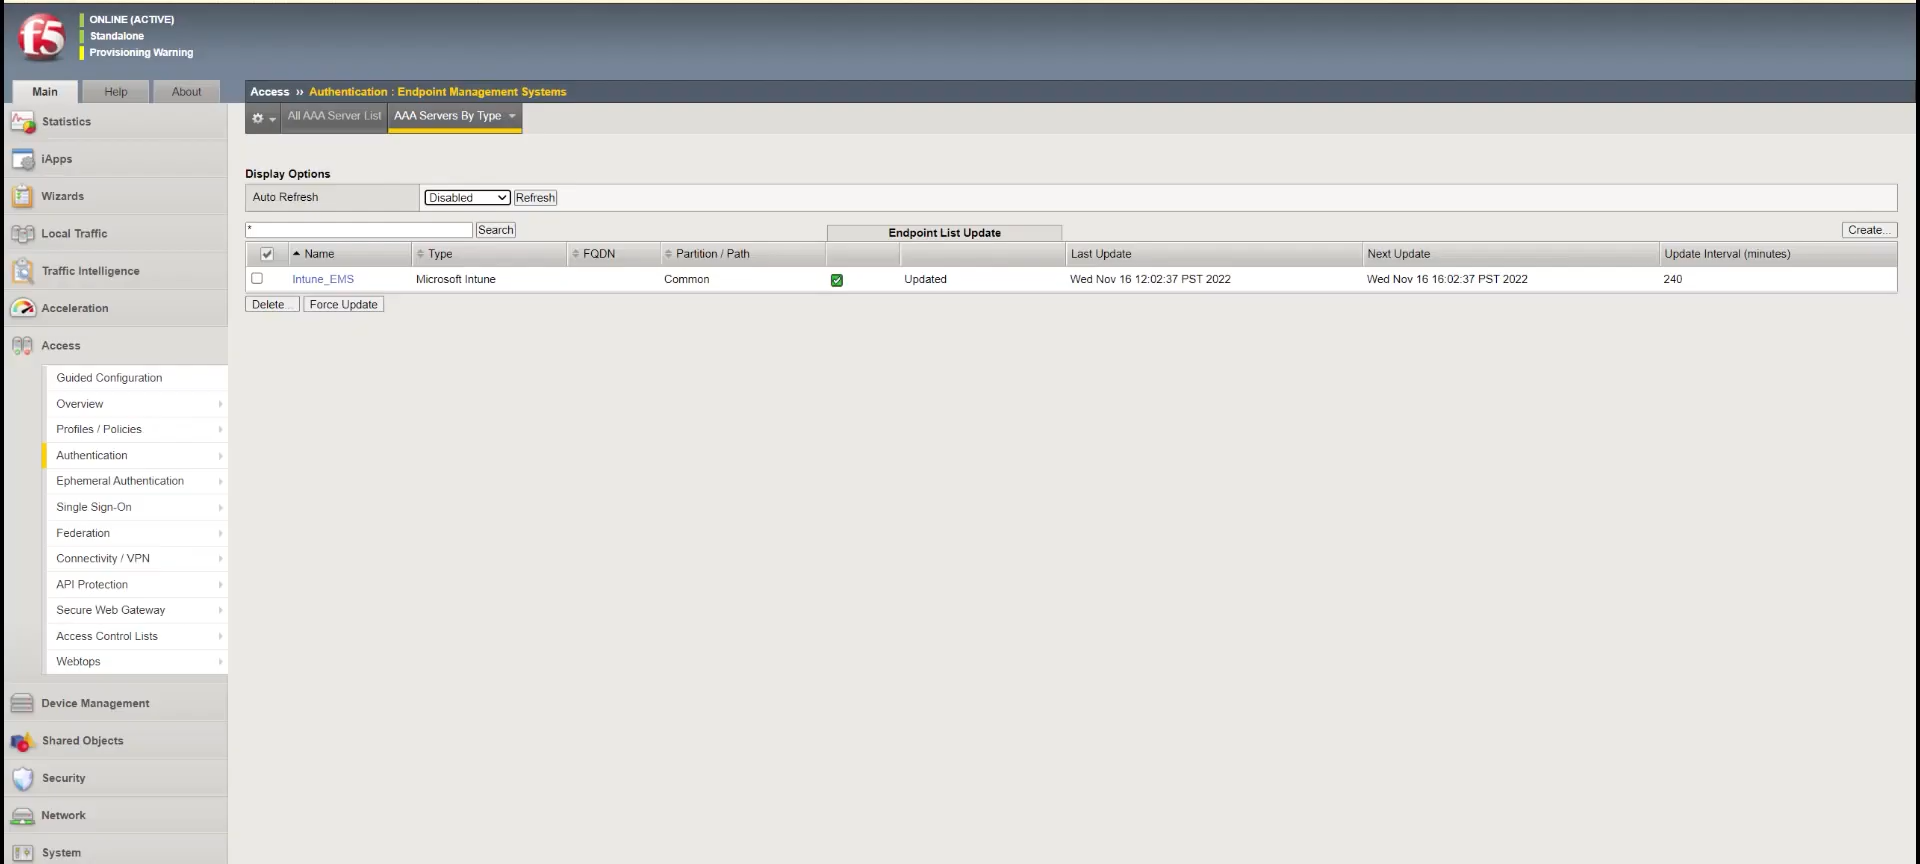 f5
ONLINE (ACTIVE)
Standalone
Provisioning Warning
Main Help About
Access ›› Authentication : Endpoint Management Systems
All AAA Server List AAA Servers By Type
Statistics
iApps
Wizards
Local Traffic
Traffic Intelligence
Acceleration
Access
Guided Configuration
Overview
Profiles / Policies
Authentication
Ephemeral Authentication
Single Sign-On
Federation
Connectivity / VPN
API Protection
Secure Web Gateway
Access Control Lists
Webtops
Device Management
Shared Objects
Security
Network
System
Display Options
Auto Refresh Disabled Refresh
* Search Endpoint List Update Create...
Name Type FQDN Partition / Path Last Update Next Update Update Interval (minutes)
Intune_EMS Microsoft Intune Common Updated Wed Nov 16 12:02:37 PST 2022 Wed Nov 16 16:02:37 PST 2022 240
Delete... Force Update